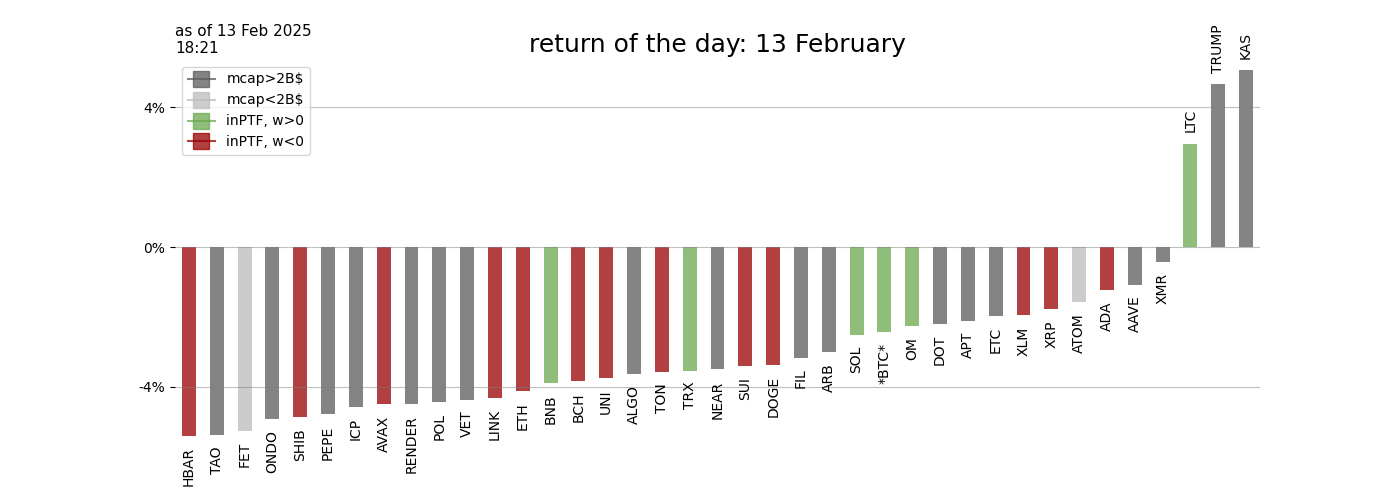 as of 13 Feb 2025
18:21
return of the day: 13 February
mcap>2B$
mcap<2B$
inPTF, w>0
inPTF, w<0
4%
0%
-4%
HBAR
TAO
FET
ONDO
SHIB
PEPE
ICP
AVAX
RENDER
POL
VET
LINK
ETH
BNB
BCH
UNI
ALGO
TON
TRX
NEAR
SUI
DOGE
FIL
ARB
SOL
*BTC*
OM
DOT
APT
ETC
XLM
XRP
ATOM
ADA
AAVE
XMR
LTC
TRUMP
KAS